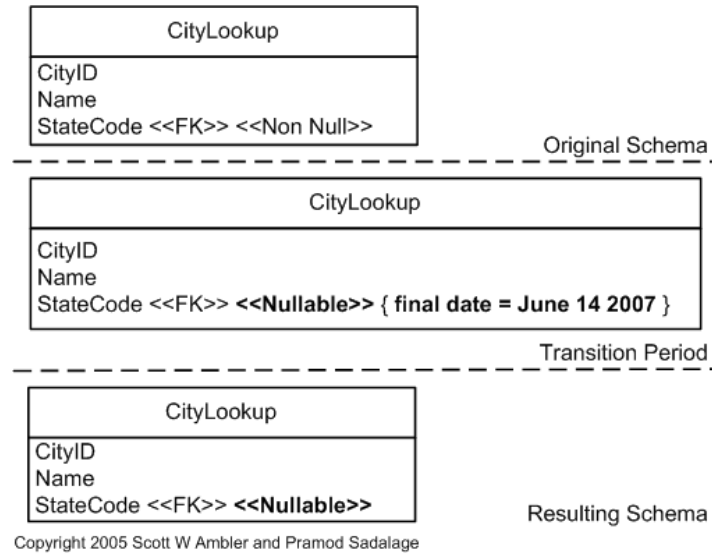 CityLookup
CityID
Name
StateCode <<FK>> <<Non Null>>
Original Schema
CityLookup
CityID
Name
StateCode <<FK>> <<Nullable>> { final date = June 14 2007 }
Transition Period
CityLookup
CityID
Name
StateCode <<FK>> <<Nullable>>
Resulting Schema
Copyright 2005 Scott W Ambler and Pramod Sadalage